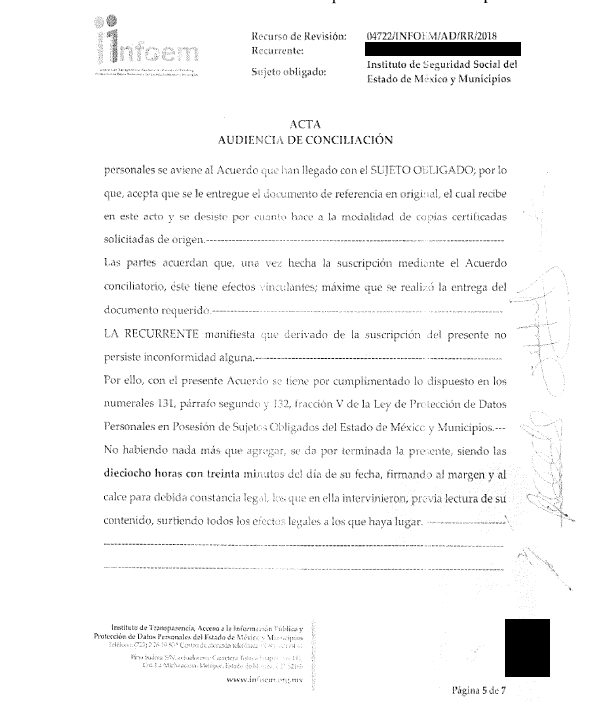 infoem
Recurso de Revisión: 04722/INFOEM/AD/RR/2018
Recurrente:
Sujeto obligado: Instituto de Seguridad Social del
Estado de México y Municipios
ACTA
AUDIENCIA DE CONCILIACIÓN
personales se aviene al Acuerdo que han llegado con el SUJETO OBLIGADO; por lo
que, acepta que se le entregue el documento de referencia en original, el cual recibe
en este acto y se desiste por cuanto hace a la modalidad de copias certificadas
solicitadas de origen.
Las partes acuerdan que, una vez hecha la suscripción mediante el Acuerdo
conciliatorio, éste tiene efectos vinculantes; máxime que se realizó la entrega del
documento requerido.
LA RECURRENTE manifiesta que derivado de la suscripción del presente no
persiste inconformidad alguna.
Por ello, con el presente Acuerdo se tiene por cumplimentado lo dispuesto en los
numerales 131, párrafo segundo y 132, fracción V de la Ley de Protección de Datos
Personales en Posesión de Sujetos Obligados del Estado de México y Municipios.---
No habiendo nada más que agregar, se da por terminada la presente, siendo las
dieciocho horas con treinta minutos del día de su fecha, firmando al margen y al
calce para debida constancia legal, los que en ella intervinieron, previa lectura de su
contenido, surtiendo todos los efectos legales a los que haya lugar.
Instituto de Transparencia, Acceso a la Información Pública y
Protección de Datos Personales del Estado de México y Municipios
www.infoem.org.mx
Página 5 de 7